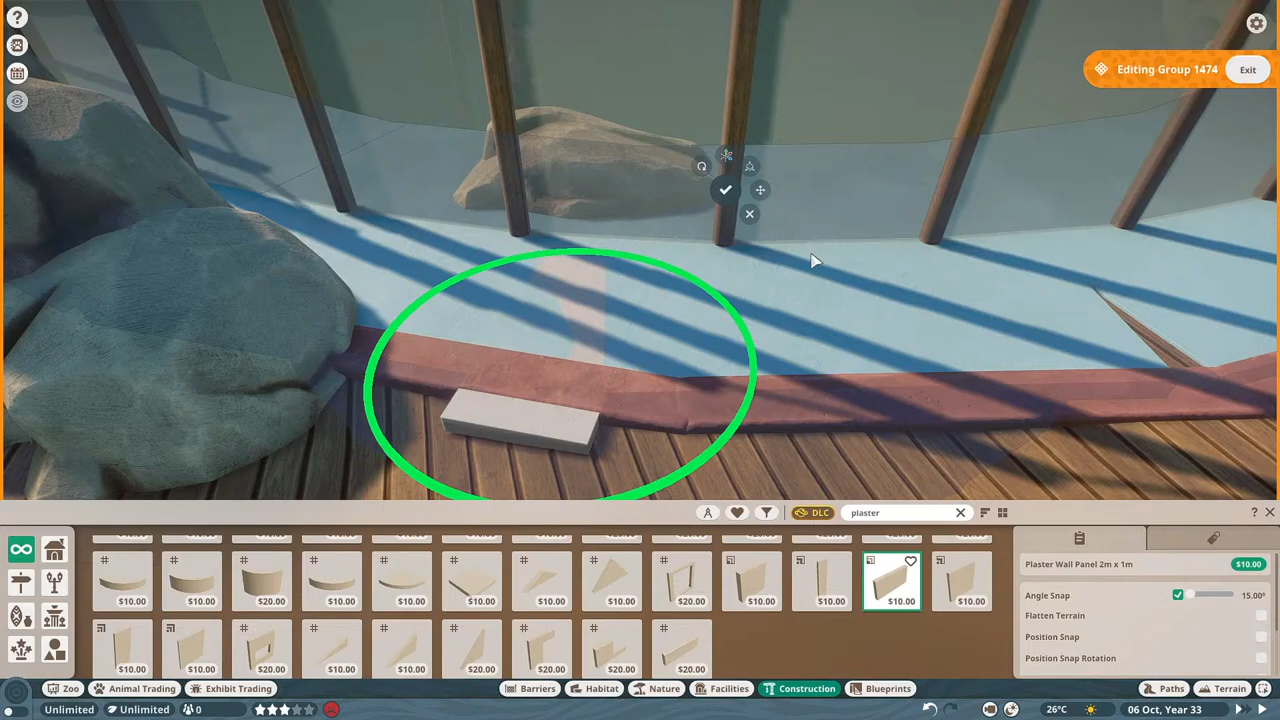 ?
Editing Group 1474
Exit
DLC
plaster
?
$10.00 $10.00 $20.00 $10.00 $10.00 $10.00 $10.00 $10.00 $20.00 $10.00 $10.00 $10.00 $10.00
Plaster Wall Panel 2m x 1m
$10.00
Angle Snap
15.00°
Flatten Terrain
Position Snap
Position Snap Rotation
$10.00 $10.00 $20.00 $10.00 $10.00 $10.00 $20.00 $20.00 $20.00
Zoo Animal Trading Exhibit Trading Barriers Habitat Nature Facilities Construction Blueprints Paths Terrain
Unlimited Unlimited 0 26°C 06 Oct, Year 33